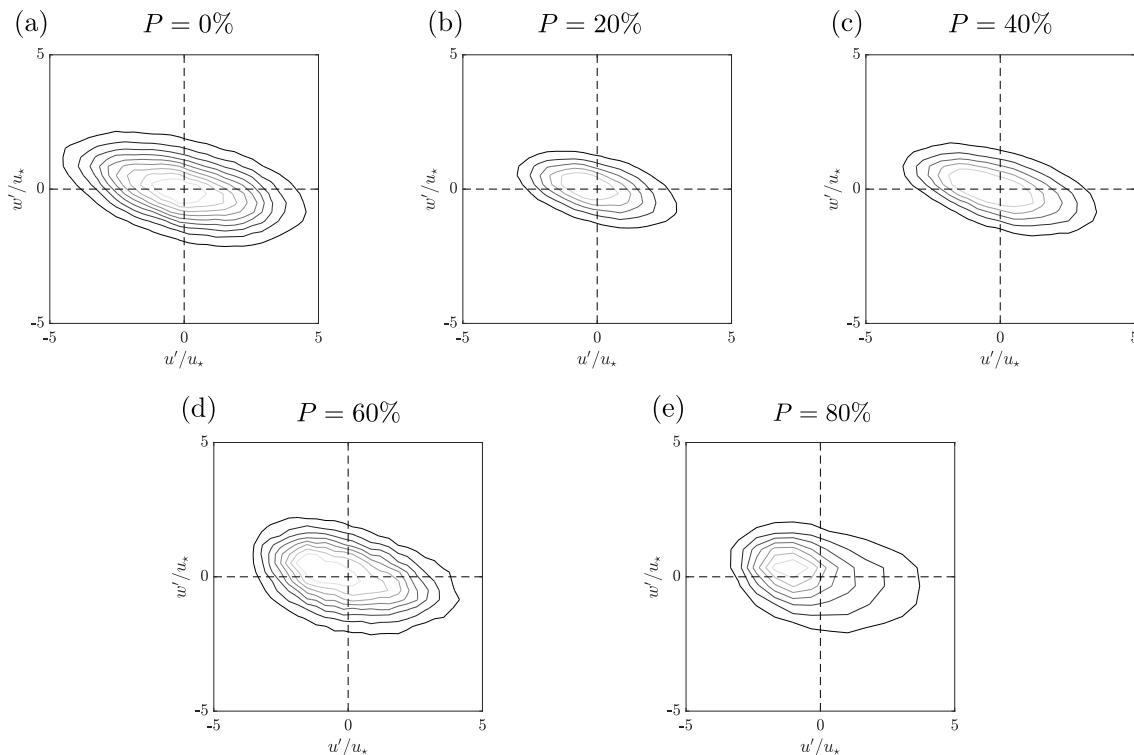 (a) P = 0%
(b) P = 20%
(c) P = 40%
5
0
-5
w′/u⋆
-5 0 5
u′/u⋆
5
0
-5
w′/u⋆
-5 0 5
u′/u⋆
5
0
-5
w′/u⋆
-5 0 5
u′/u⋆
(d) P = 60%
(e) P = 80%
5
0
-5
w′/u⋆
-5 0 5
u′/u⋆
5
0
-5
w′/u⋆
-5 0 5
u′/u⋆